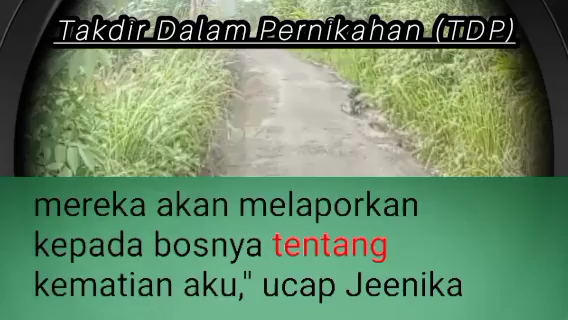 Takdir Dalam Pernikahan (TDP)
mereka akan melaporkan
kepada bosnya tentang
kematian aku," ucap Jeenika